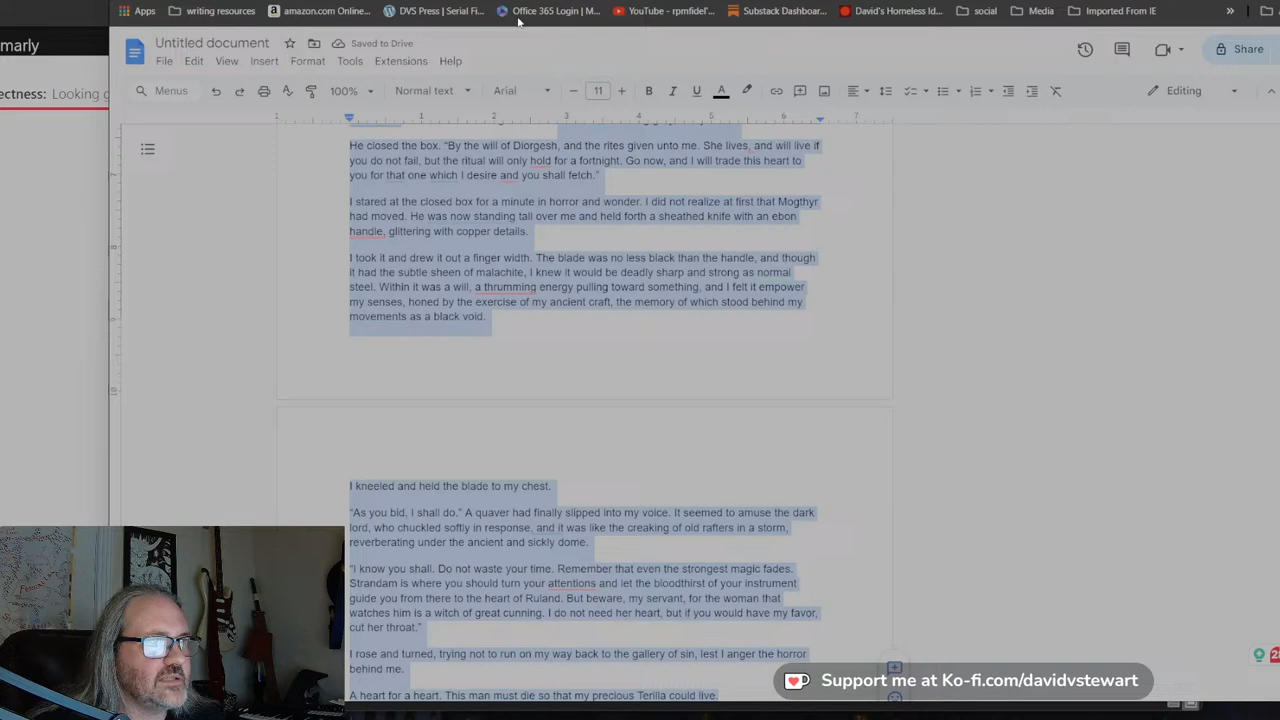 Apps
writing resources
amazon.com Online...
DVS Press | Serial Fi...
Office 365 Login | M...
YouTube - rpmfidel'...
Substack Dashboar...
David's Homeless Id...
social
Media
Imported From IE
marly
ectness: Looking g
Untitled document
Saved to Drive
File Edit View Insert Format Tools Extensions Help
Share
Menus
100%
Normal text
Arial
11
Editing
He closed the box. “By the will of Diorgesh, and the rites given unto me. She lives, and will live if
you do not fail, but the ritual will only hold for a fortnight. Go now, and I will trade this heart to
you for that one which I desire and you shall fetch.”
I stared at the closed box for a minute in horror and wonder. I did not realize at first that Mogthyr
had moved. He was now standing tall over me and held forth a sheathed knife with an ebon
handle, glittering with copper details.
I took it and drew it out a finger width. The blade was no less black than the handle, and though
it had the subtle sheen of malachite, I knew it would be deadly sharp and strong as normal
steel. Within it was a will, a thrumming energy pulling toward something, and I felt it empower
my senses, honed by the exercise of my ancient craft, the memory of which stood behind my
movements as a black void.
I kneeled and held the blade to my chest.
“As you bid, I shall do.” A quaver had finally slipped into my voice. It seemed to amuse the dark
lord, who chuckled softly in response, and it was like the creaking of old rafters in a storm,
reverberating under the ancient and sickly dome.
“I know you shall. Do not waste your time. Remember that even the strongest magic fades.
Strandam is where you should turn your attentions and let the bloodthirst of your instrument
guide you from there to the heart of Ruland. But beware, my servant, for the woman that
watches him is a witch of great cunning. I do not need her heart, but if you would have my favor,
cut her throat.”
I rose and turned, trying not to run on my way back to the gallery of sin, lest I anger the horror
behind me.
A heart for a heart. This man must die so that my precious Terilla could live.
Support me at Ko-fi.com/davidvstewart